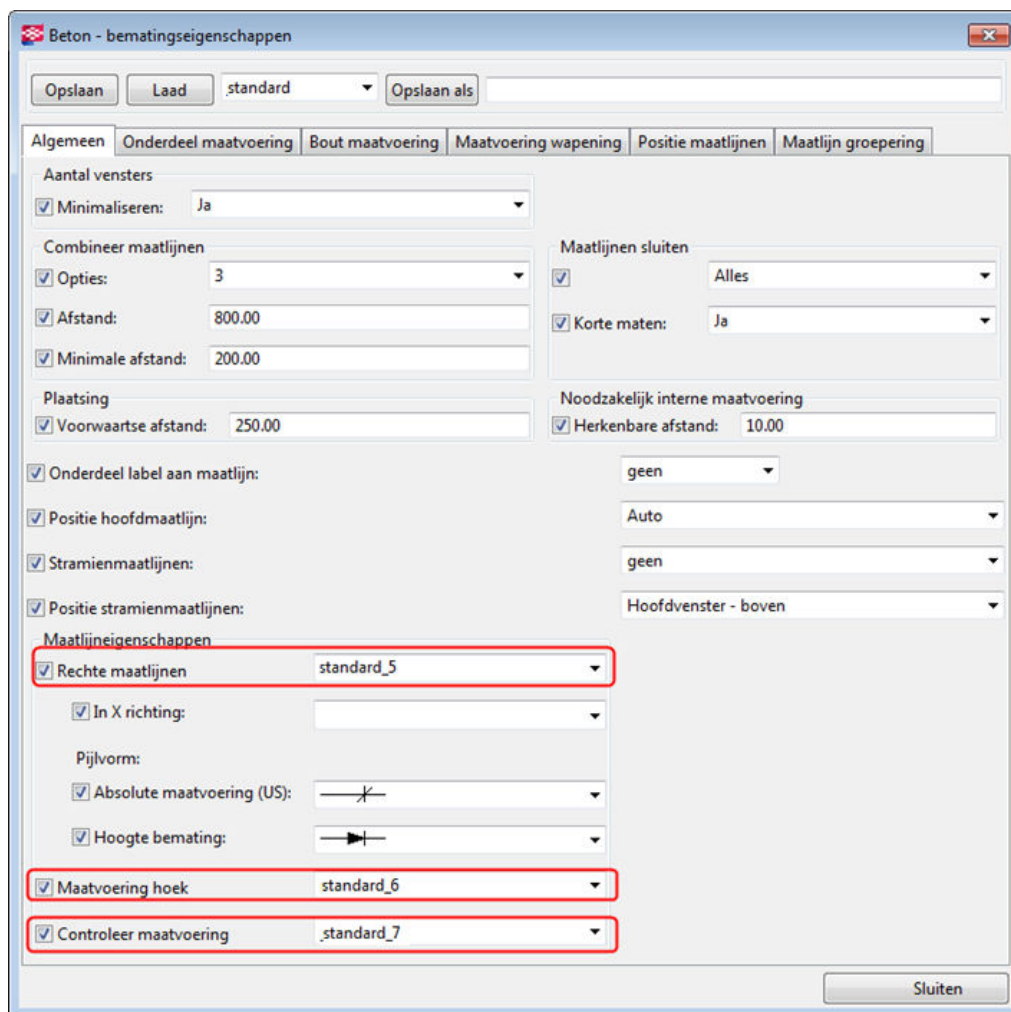 Beton - bematingseigenschappen
Opslaan Laad standard Opslaan als
Algemeen Onderdeel maatvoering Bout maatvoering Maatvoering wapening Positie maatlijnen Maatlijn groepering
Aantal vensters
Minimaliseren: Ja
Combineer maatlijnen Maatlijnen sluiten
Opties: 3 Alles
Afstand: 800.00 Korte maten: Ja
Minimale afstand: 200.00
Plaatsing Noodzakelijk interne maatvoering
Voorwaartse afstand: 250.00 Herkenbare afstand: 10.00
Onderdeel label aan maatlijn: geen
Positie hoofdmaatlijn: Auto
Stramienmaatlijnen: geen
Positie stramienmaatlijnen: Hoofdvenster - boven
Maatlijneigenschappen
Rechte maatlijnen standard_5
In X richting:
Pijlvorm:
Absolute maatvoering (US):
Hoogte bemating:
Maatvoering hoek standard_6
Controleer maatvoering standard_7
Sluiten